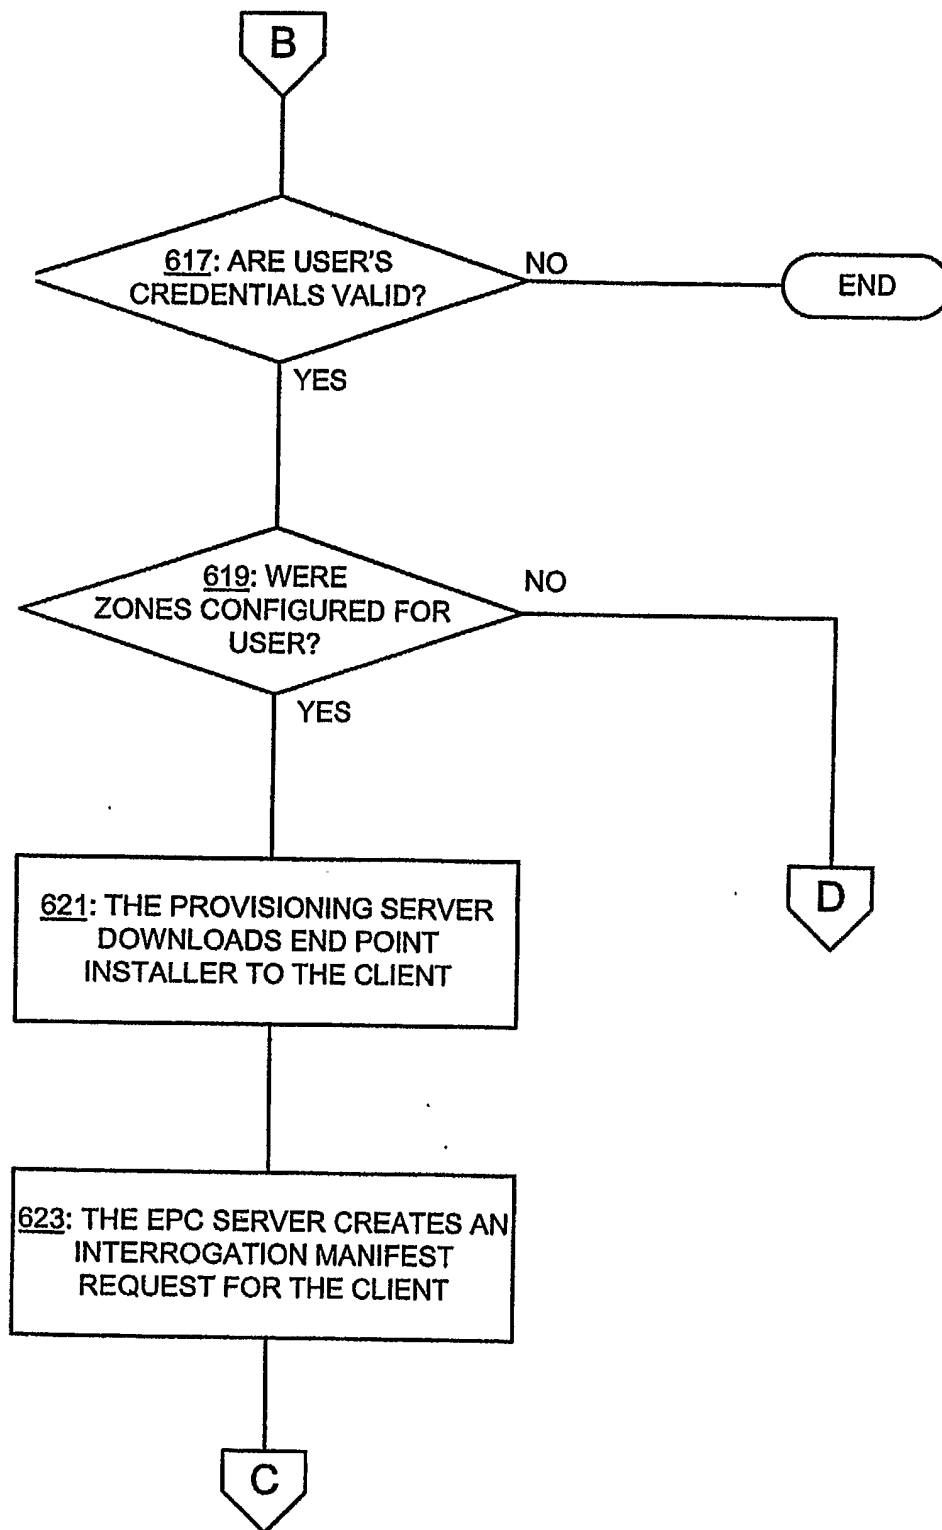 B
617: ARE USER'S
CREDENTIALS VALID?
NO
END
YES
619: WERE
ZONES CONFIGURED FOR
USER?
NO
YES
621: THE PROVISIONING SERVER
DOWNLOADS END POINT
INSTALLER TO THE CLIENT
D
623: THE EPC SERVER CREATES AN
INTERROGATION MANIFEST
REQUEST FOR THE CLIENT
C